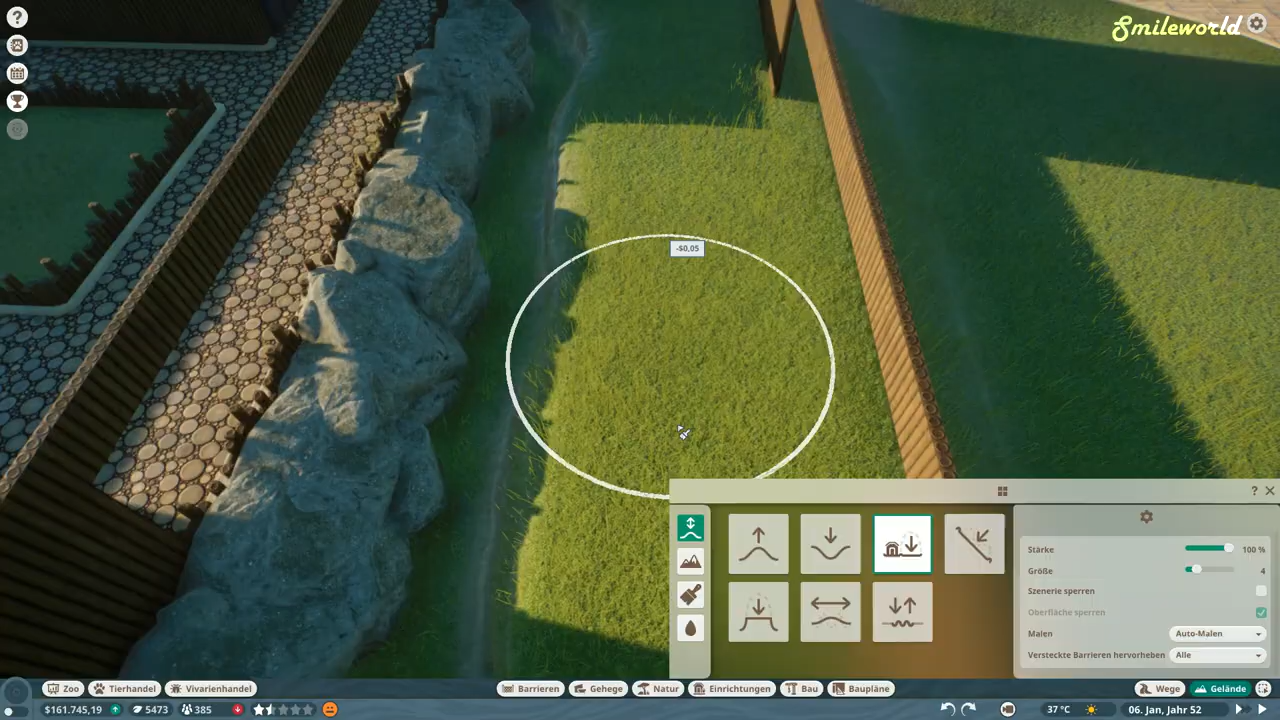 ?
Smileworld
-$0,05
?
Stärke 100 %
Größe 4
Szenerie sperren
Oberfläche sperren
Malen Auto-Malen
Versteckte Barrieren hervorheben Alle
Zoo Tierhandel Vivarienhandel Barrieren Gehege Natur Einrichtungen Bau Baupläne Wege Gelände
$161.745,19 5473 385 37 °C 06. Jan, Jahr 52